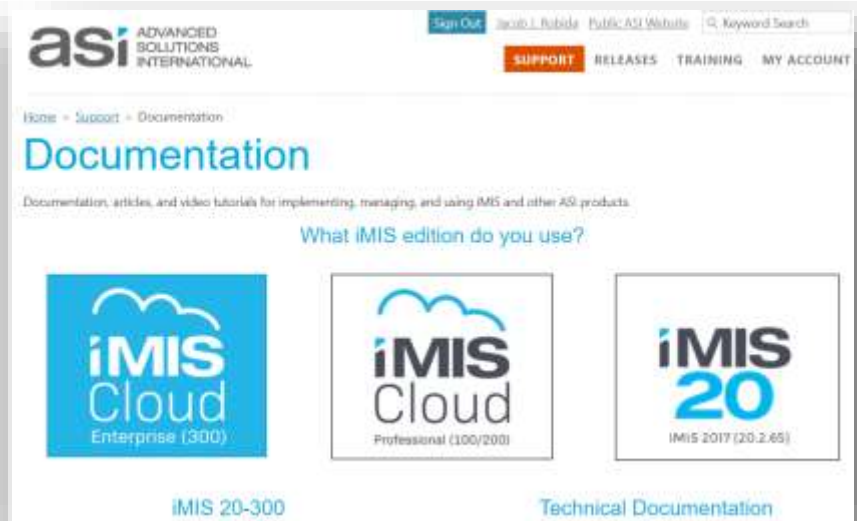 asi ADVANCED
SOLUTIONS
INTERNATIONAL
Sign Out Jacob J. Robida Public ASI Website Keyword Search
SUPPORT RELEASES TRAINING MY ACCOUNT
Home » Support » Documentation
Documentation
Documentation, articles, and video tutorials for implementing, managing, and using iMIS and other ASI products.
What iMIS edition do you use?
iMIS
Cloud
Enterprise (300)
iMIS
Cloud
Professional (100/200)
iMIS
20
iMIS 2017 (20.2.65)
iMIS 20-300
Technical Documentation